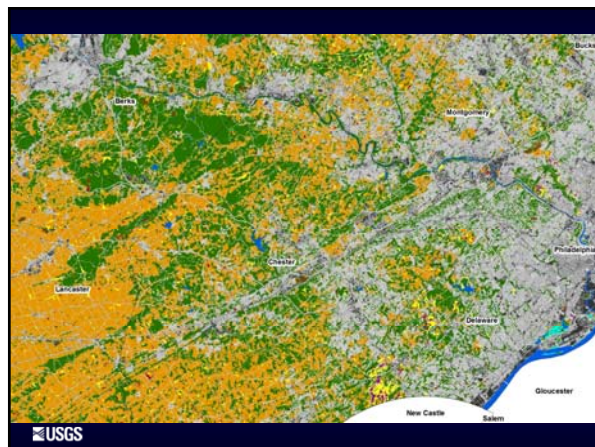 Bucks
Berks
Montgomery
Philadelphia
Chester
Lancaster
Delaware
Gloucester
New Castle
Salem
USGS